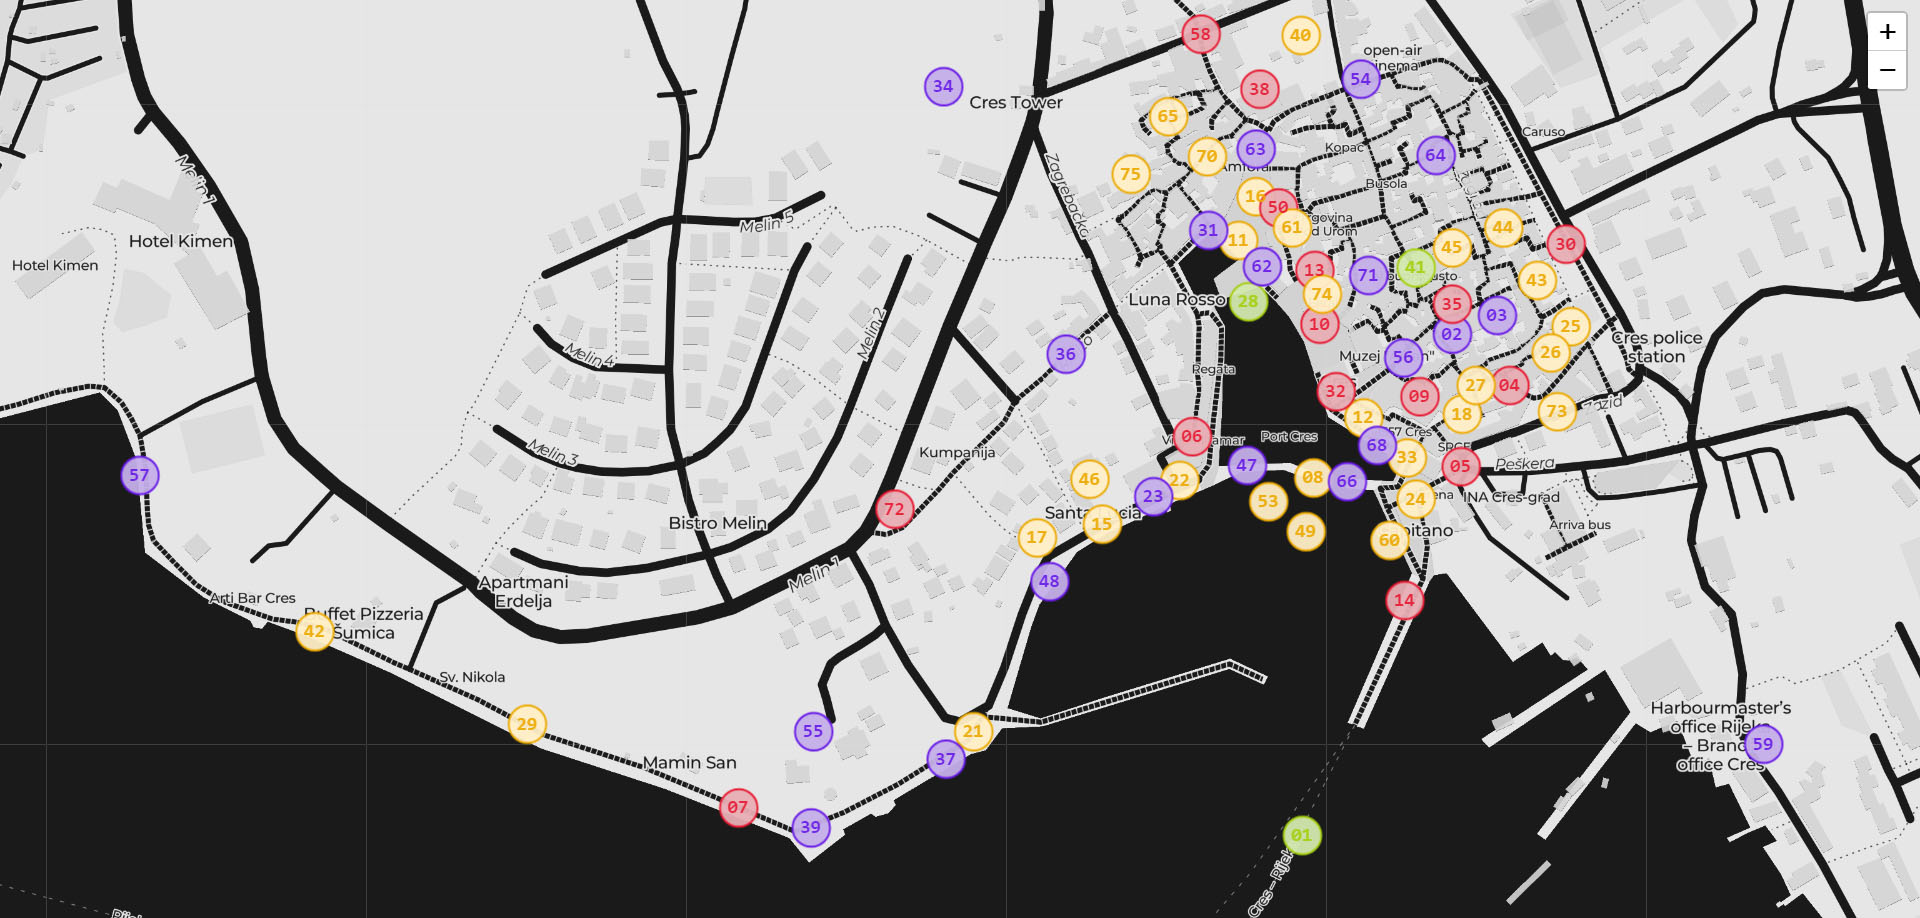 58
40
open-air
54
38
34
Cres Tower
65
Caruso
63
Kopac
64
70
Melin 1
75
Busola
16
50
Zagrebačka
61
44
Melin 5
31
11
45
30
Hotel Kimen
Hotel Kimen
62
13
71
41
43
74
Luna Rosso
28
35
10
03
25
02
Melin 2
Cres police
station
36
Melin 4
Muzej
56
26
Regata
32
09
27
04
12
18
73
06
Port Cres
68
Melin 3
Kumpanija
33
47
05
Peškera
57
46
22
08
66
23
53
24
INA Cres-grad
72
Bistro Melin
15
Arriva bus
17
49
60
48
Melin 1
Apartmani
Erdelja
14
Arti Bar Cres
42
Buffet Pizzeria
Šumica
Sv. Nikola
29
55
21
37
Harbourmaster's
office Rijeka
– Branch
office Cres
59
Mamin San
07
39
01
+
−